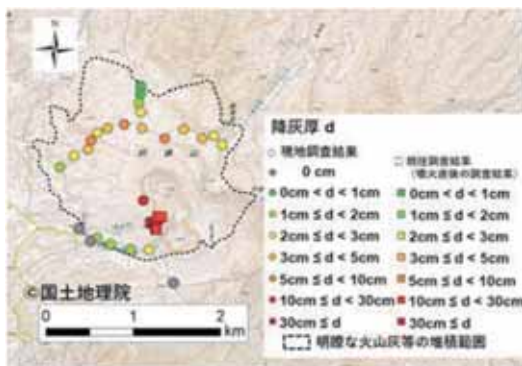 N
降灰厚 d
現地調査結果
0 cm
0cm < d < 1cm
1cm ≦ d < 2cm
2cm ≦ d < 3cm
3cm ≦ d < 5cm
5cm ≦ d < 10cm
10cm ≦ d < 30cm
30cm ≦ d
調査結果
(噴火直後の調査結果)
0cm < d < 1cm
1cm ≦ d < 2cm
2cm ≦ d < 3cm
3cm ≦ d < 5cm
5cm ≦ d < 10cm
10cm ≦ d < 30cm
30cm ≦ d
明瞭な火山灰等の堆積範囲
©国土地理院
0 1 2
km